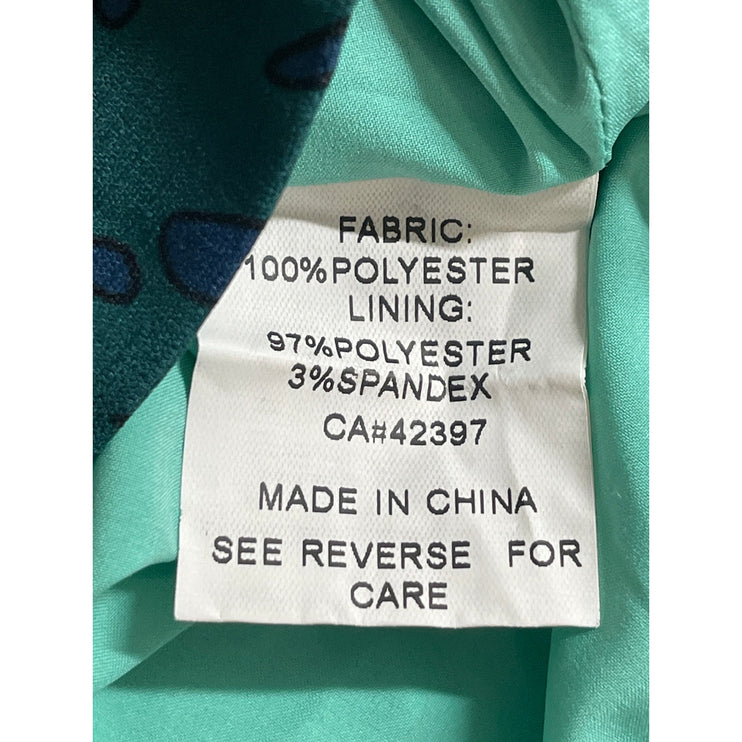 FABRIC:
100%POLYESTER
LINING:
97%POLYESTER
3%SPANDEX
CA#42397
MADE IN CHINA
SEE REVERSE FOR
CARE